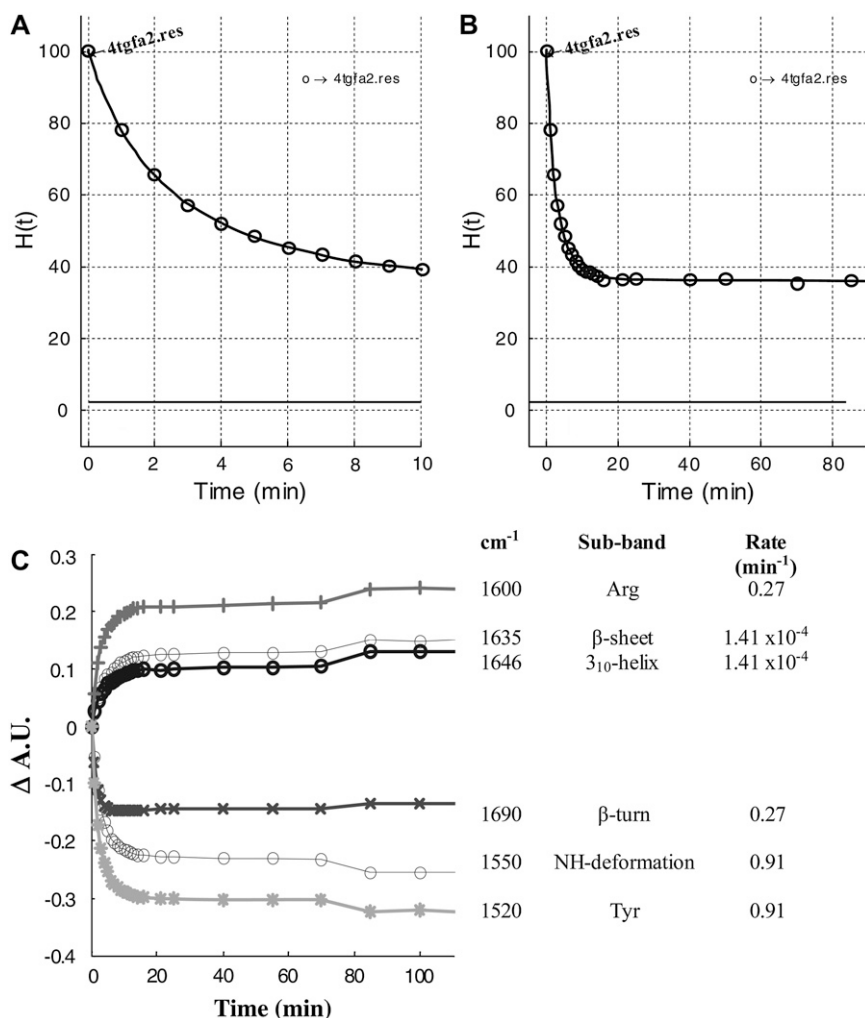 A
4tgfa2.res
o → 4tgfa2.res
H(t)
100
80
60
40
20
0
0 2 4 6 8 10
Time (min)
B
4tgfa2.res
o → 4tgfa2.res
H(t)
100
80
60
40
20
0
0 20 40 60 80
Time (min)
C
Δ A.U.
0.3
0.2
0.1
0
-0.1
-0.2
-0.3
-0.4
0 20 40 60 80 100
Time (min)
cm⁻¹ Sub-band Rate
(min⁻¹)
1600 Arg 0.27
1635 β-sheet 1.41 x10⁻⁴
1646 3₁₀-helix 1.41 x10⁻⁴
1690 β-turn 0.27
1550 NH-deformation 0.91
1520 Tyr 0.91